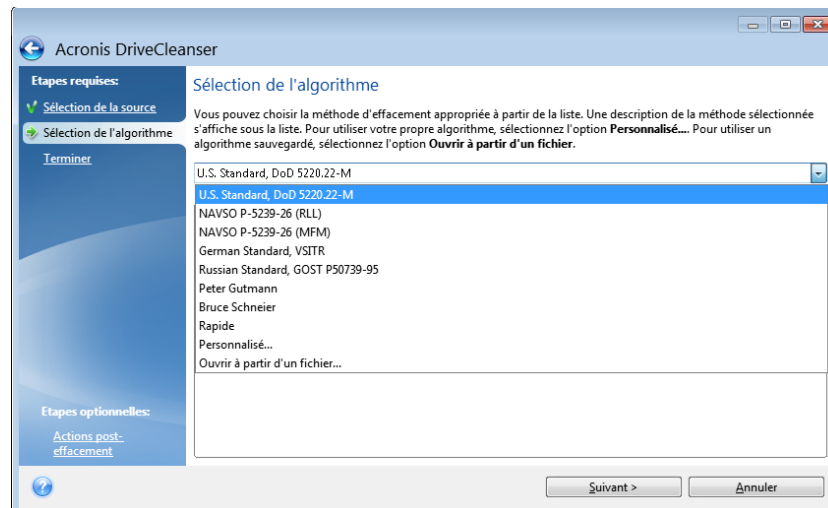 Acronis DriveCleanser
Etapes requises:
Sélection de la source
Sélection de l'algorithme
Terminer
Sélection de l'algorithme
Vous pouvez choisir la méthode d'effacement appropriée à partir de la liste. Une description de la méthode sélectionnée
s'affiche sous la liste. Pour utiliser votre propre algorithme, sélectionnez l'option Personnalisé.... Pour utiliser un
algorithme sauvegardé, sélectionnez l'option Ouvrir à partir d'un fichier.
U.S. Standard, DoD 5220.22-M
U.S. Standard, DoD 5220.22-M
NAVSO P-5239-26 (RLL)
NAVSO P-5239-26 (MFM)
German Standard, VSITR
Russian Standard, GOST P50739-95
Peter Gutmann
Bruce Schneier
Rapide
Personnalisé...
Ouvrir à partir d'un fichier...
Etapes optionnelles:
Actions post-
effacement
Suivant >
Annuler